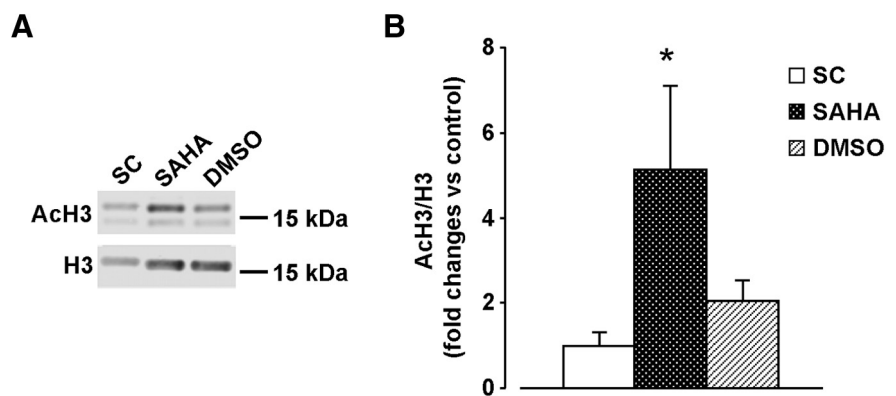 A
SC SAHA DMSO
AcH3
15 kDa
H3
15 kDa
B
8
6
4
2
0
AcH3/H3
(fold changes vs control)
*
SC
SAHA
DMSO